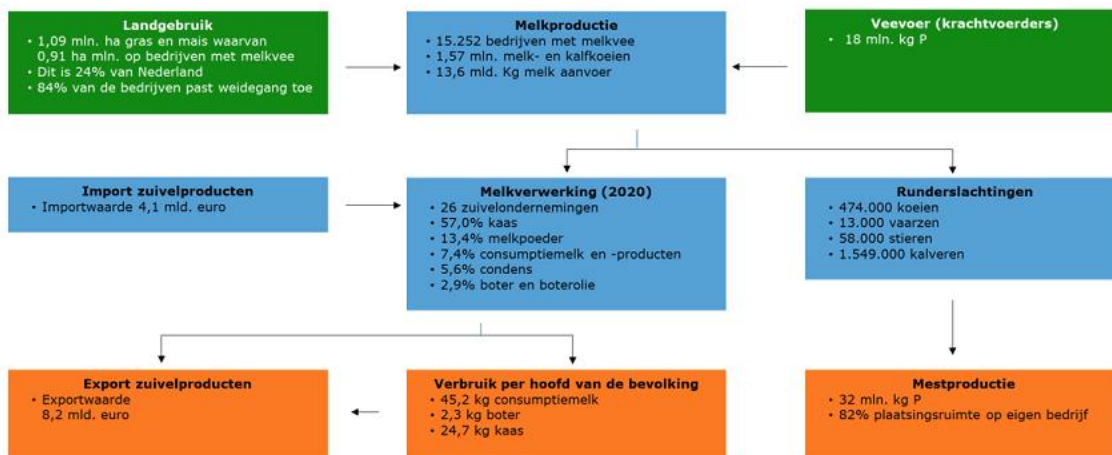 Landgebruik
• 1,09 mln. ha gras en mais waarvan
0,91 ha mln. op bedrijven met melkvee
• Dit is 24% van Nederland
• 84% van de bedrijven past weidegang toe
Melkproductie
• 15.252 bedrijven met melkvee
• 1,57 mln. melk- en kalfkoeien
• 13,6 mld. Kg melk aanvoer
Veevoer (krachtvoerders)
• 18 mln. kg P
Import zuivelproducten
• Importwaarde 4,1 mld. euro
Melkverwerking (2020)
• 26 zuivelondernemingen
• 57,0% kaas
• 13,4% melkpoeder
• 7,4% consumptiemelk en -producten
• 5,6% condens
• 2,9% boter en boterolie
Runderslachtingen
• 474.000 koeien
• 13.000 vaarzen
• 58.000 stieren
• 1.549.000 kalveren
Export zuivelproducten
• Exportwaarde
8,2 mld. euro
Verbruik per hoofd van de bevolking
• 45,2 kg consumptiemelk
• 2,3 kg boter
• 24,7 kg kaas
Mestproductie
• 32 mln. kg P
• 82% plaatsingsruimte op eigen bedrijf